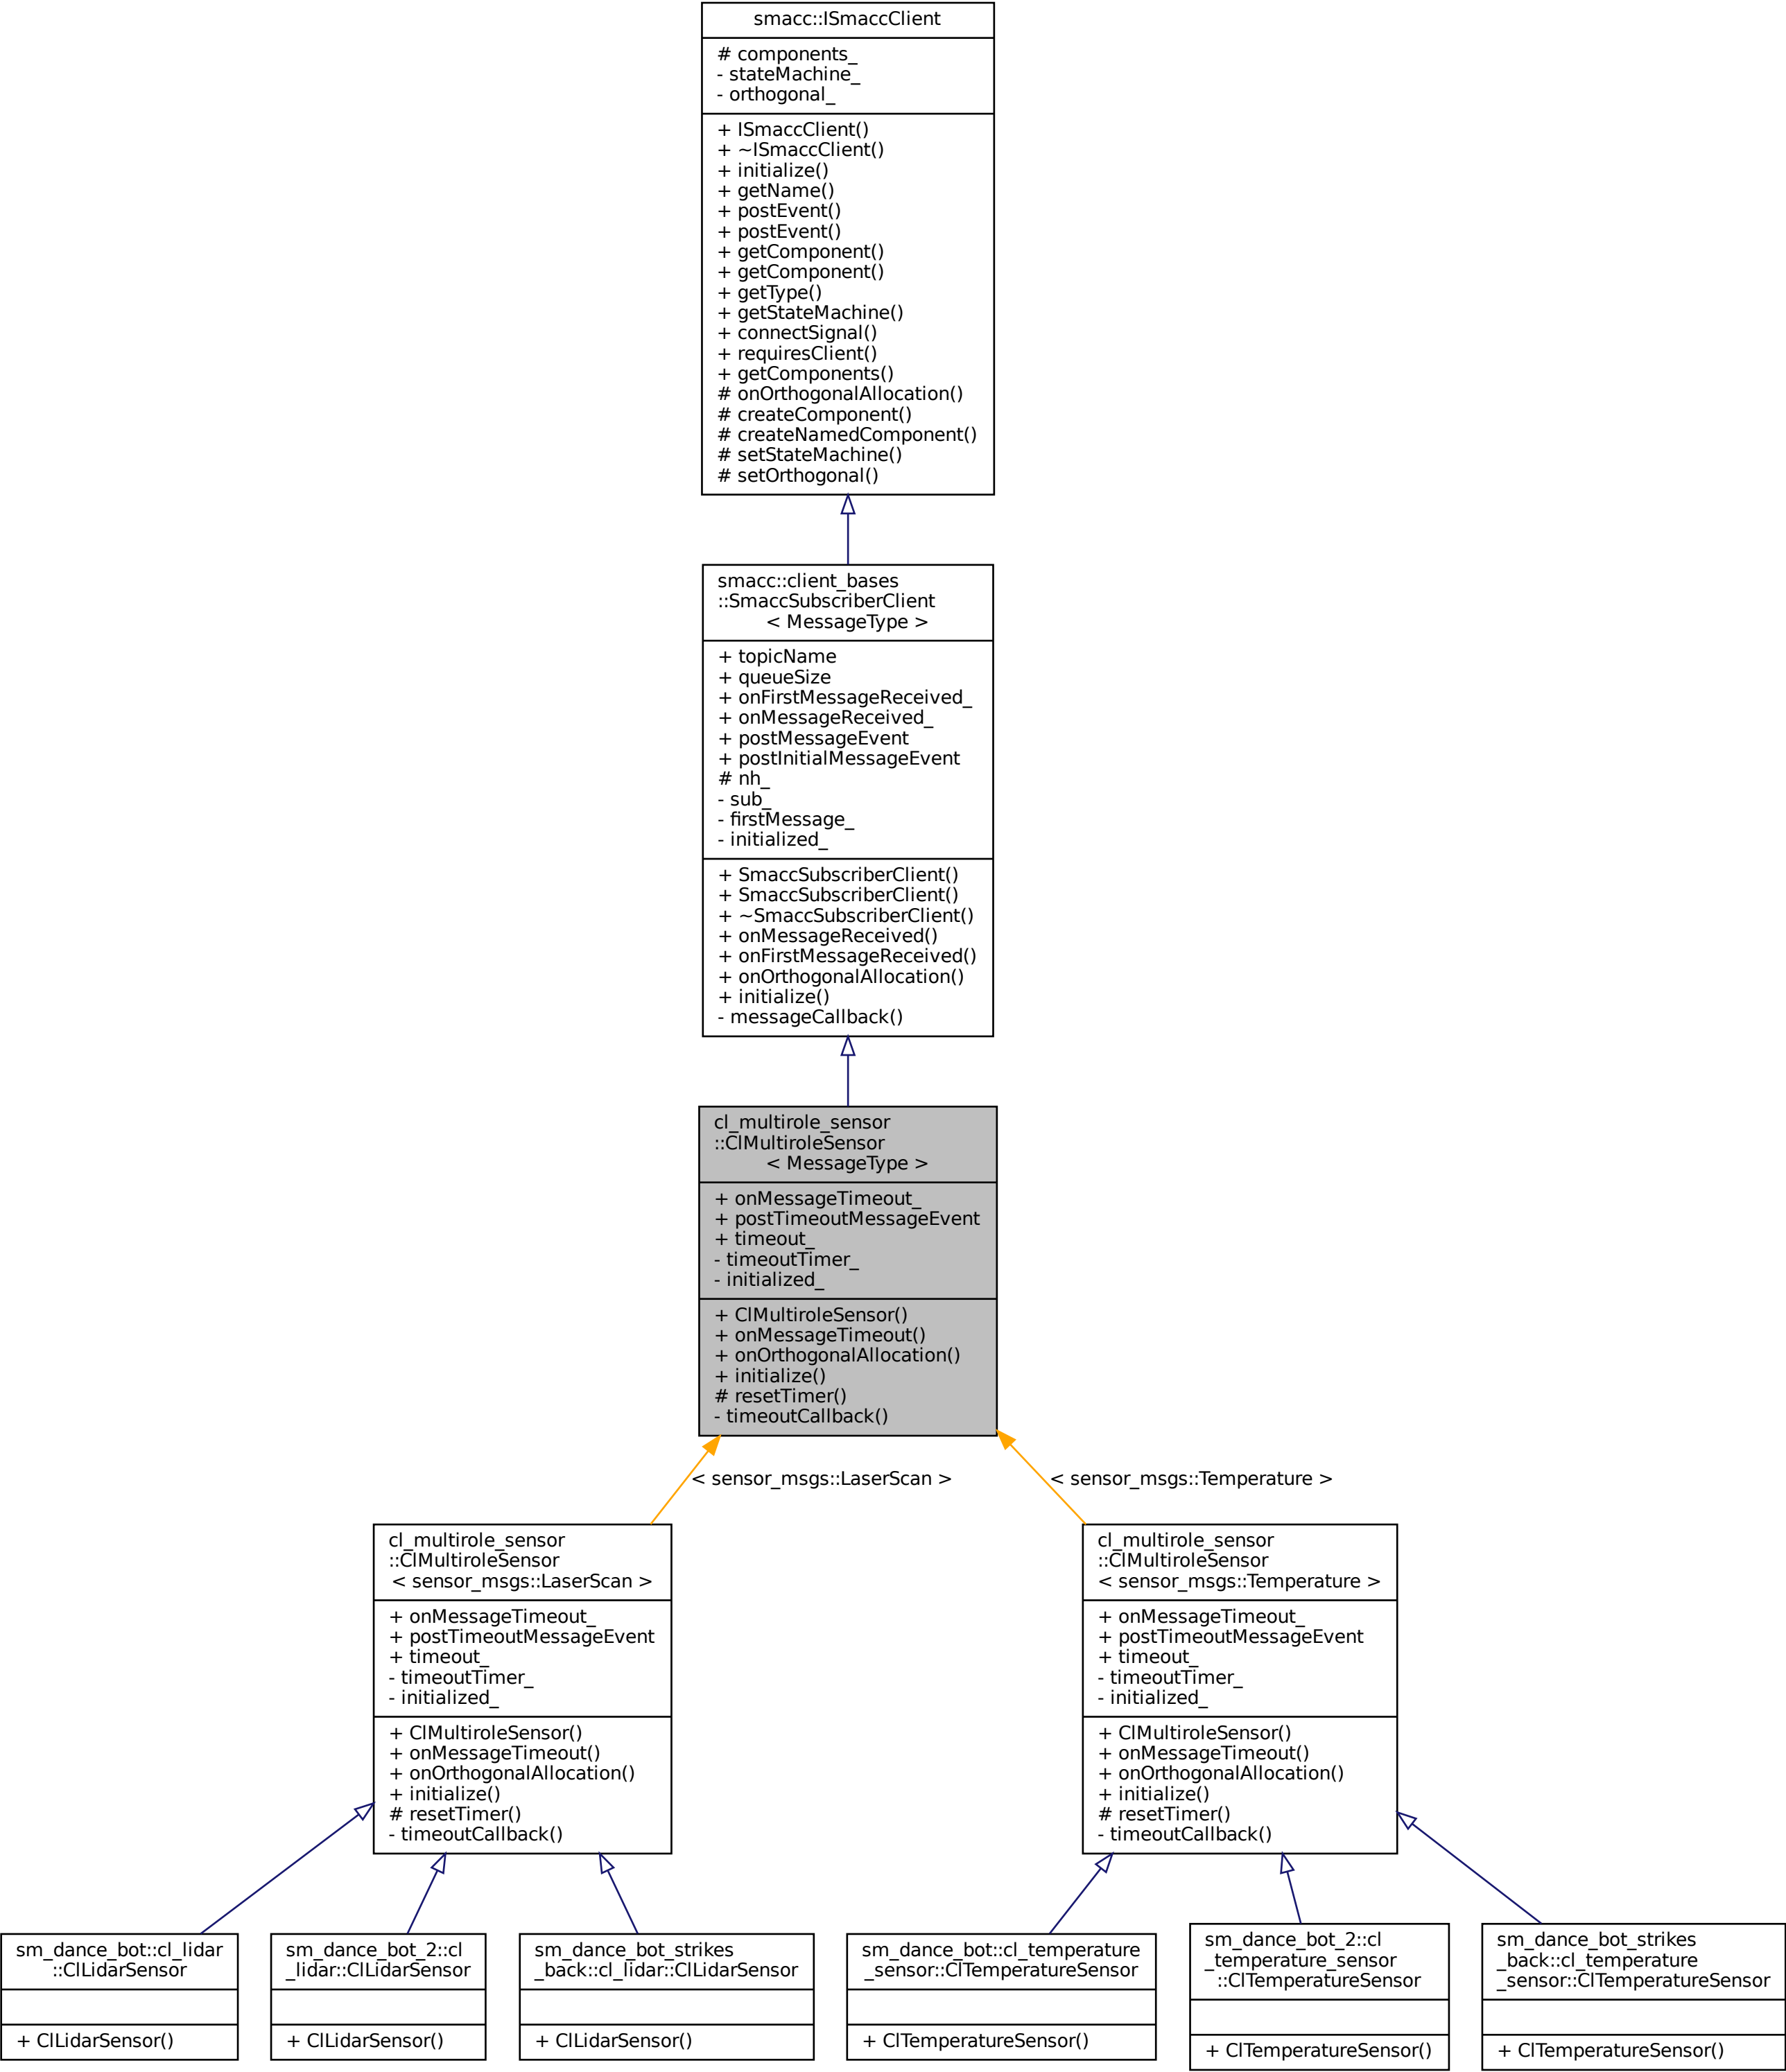 smacc::ISmaccClient
# components_
- stateMachine_
- orthogonal_
+ ISmaccClient()
+ ~ISmaccClient()
+ initialize()
+ getName()
+ postEvent()
+ postEvent()
+ getComponent()
+ getComponent()
+ getType()
+ getStateMachine()
+ connectSignal()
+ requiresClient()
+ getComponents()
# onOrthogonalAllocation()
# createComponent()
# createNamedComponent()
# setStateMachine()
# setOrthogonal()
smacc::client_bases
::SmaccSubscriberClient
< MessageType >
+ topicName
+ queueSize
+ onFirstMessageReceived_
+ onMessageReceived_
+ postMessageEvent
+ postInitialMessageEvent
# nh_
- sub_
- firstMessage_
- initialized_
+ SmaccSubscriberClient()
+ SmaccSubscriberClient()
+ ~SmaccSubscriberClient()
+ onMessageReceived()
+ onFirstMessageReceived()
+ onOrthogonalAllocation()
+ initialize()
- messageCallback()
cl_multirole_sensor
::ClMultiroleSensor
< MessageType >
+ onMessageTimeout_
+ postTimeoutMessageEvent
+ timeout_
- timeoutTimer_
- initialized_
+ ClMultiroleSensor()
+ onMessageTimeout()
+ onOrthogonalAllocation()
+ initialize()
# resetTimer()
- timeoutCallback()
< sensor_msgs::LaserScan >
< sensor_msgs::Temperature >
cl_multirole_sensor
::ClMultiroleSensor
< sensor_msgs::LaserScan >
+ onMessageTimeout_
+ postTimeoutMessageEvent
+ timeout_
- timeoutTimer_
- initialized_
+ ClMultiroleSensor()
+ onMessageTimeout()
+ onOrthogonalAllocation()
+ initialize()
# resetTimer()
- timeoutCallback()
cl_multirole_sensor
::ClMultiroleSensor
< sensor_msgs::Temperature >
+ onMessageTimeout_
+ postTimeoutMessageEvent
+ timeout_
- timeoutTimer_
- initialized_
+ ClMultiroleSensor()
+ onMessageTimeout()
+ onOrthogonalAllocation()
+ initialize()
# resetTimer()
- timeoutCallback()
sm_dance_bot::cl_lidar
::ClLidarSensor
+ ClLidarSensor()
sm_dance_bot_2::cl
_lidar::ClLidarSensor
+ ClLidarSensor()
sm_dance_bot_strikes
_back::cl_lidar::ClLidarSensor
+ ClLidarSensor()
sm_dance_bot::cl_temperature
_sensor::ClTemperatureSensor
+ ClTemperatureSensor()
sm_dance_bot_2::cl
_temperature_sensor
::ClTemperatureSensor
+ ClTemperatureSensor()
sm_dance_bot_strikes
_back::cl_temperature
_sensor::ClTemperatureSensor
+ ClTemperatureSensor()